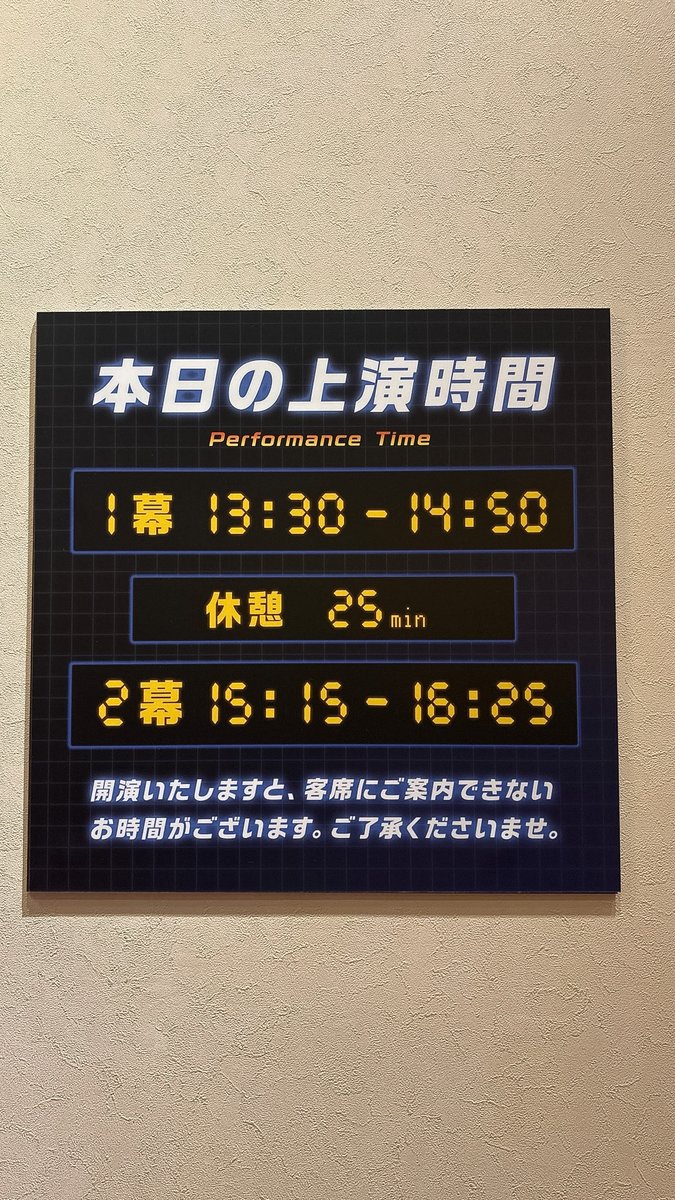 本日の上演時間
Performance Time
1幕 13:30-14:50
休憩 25min
2幕 15:15-16:25
開演いたしますと、客席にご案内できない
お時間がございます。ご了承くださいませ。